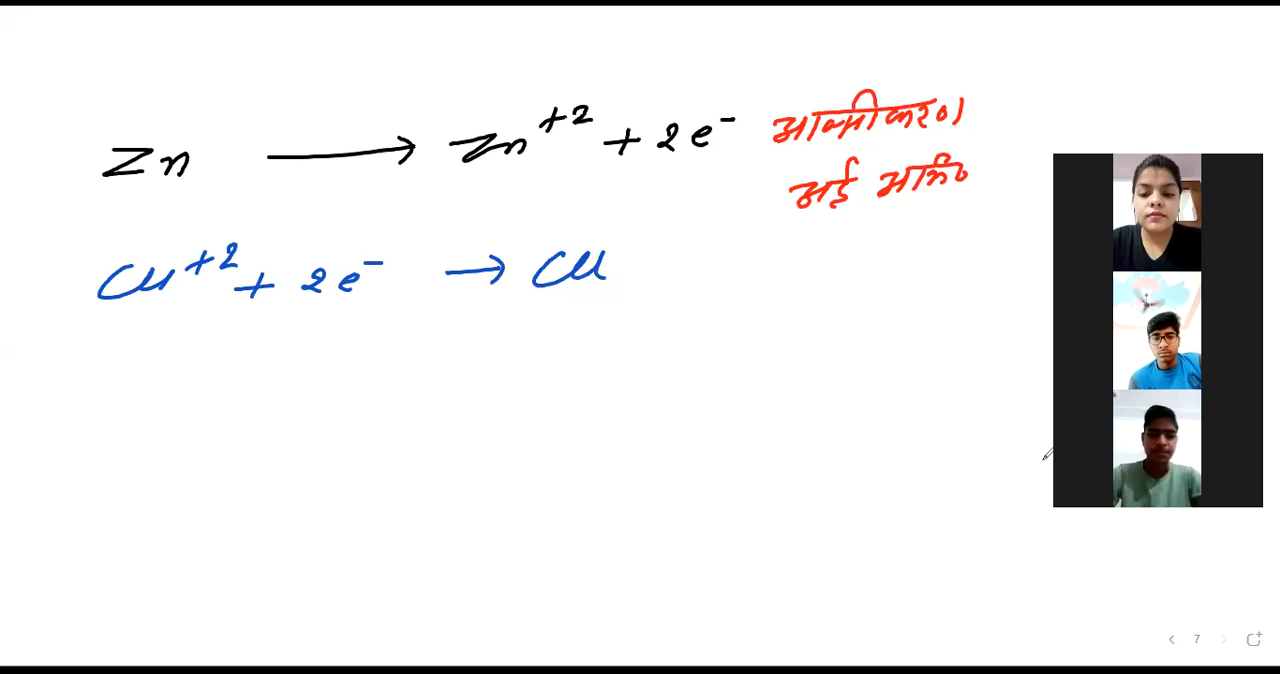 Zn → Zn⁺² + 2e⁻ आक्सीकरण
अर्द्ध अभि०
Cu⁺² + 2e⁻ → Cu
7